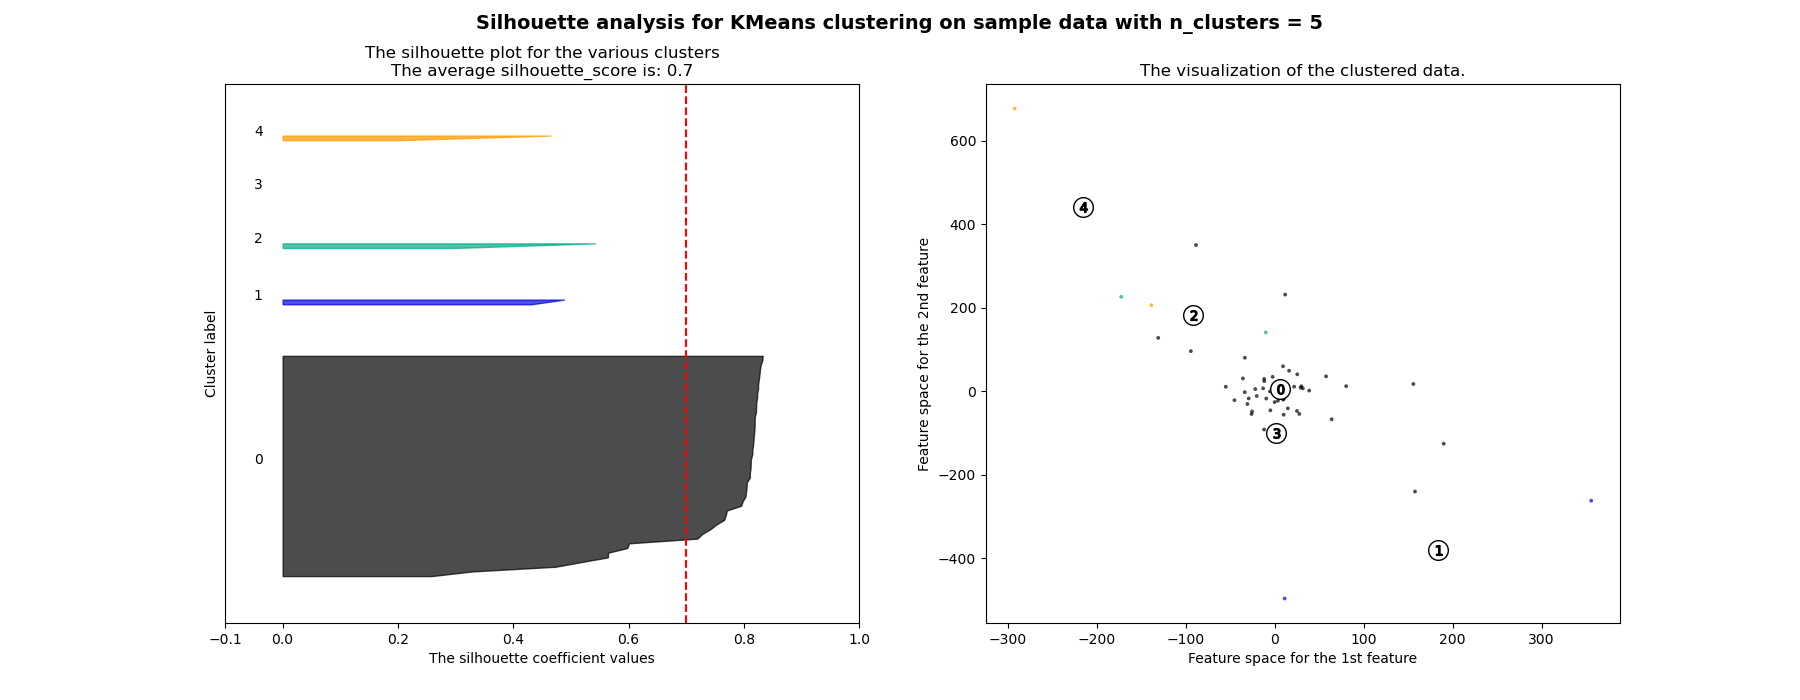 Silhouette analysis for KMeans clustering on sample data with n_clusters = 5
The silhouette plot for the various clusters
The average silhouette_score is: 0.7
Cluster label
4
3
2
1
0
−0.1 0.0 0.2 0.4 0.6 0.8 1.0
The silhouette coefficient values
The visualization of the clustered data.
Feature space for the 2nd feature
600
400
200
0
−200
−400
4
2
0
3
1
−300 −200 −100 0 100 200 300
Feature space for the 1st feature